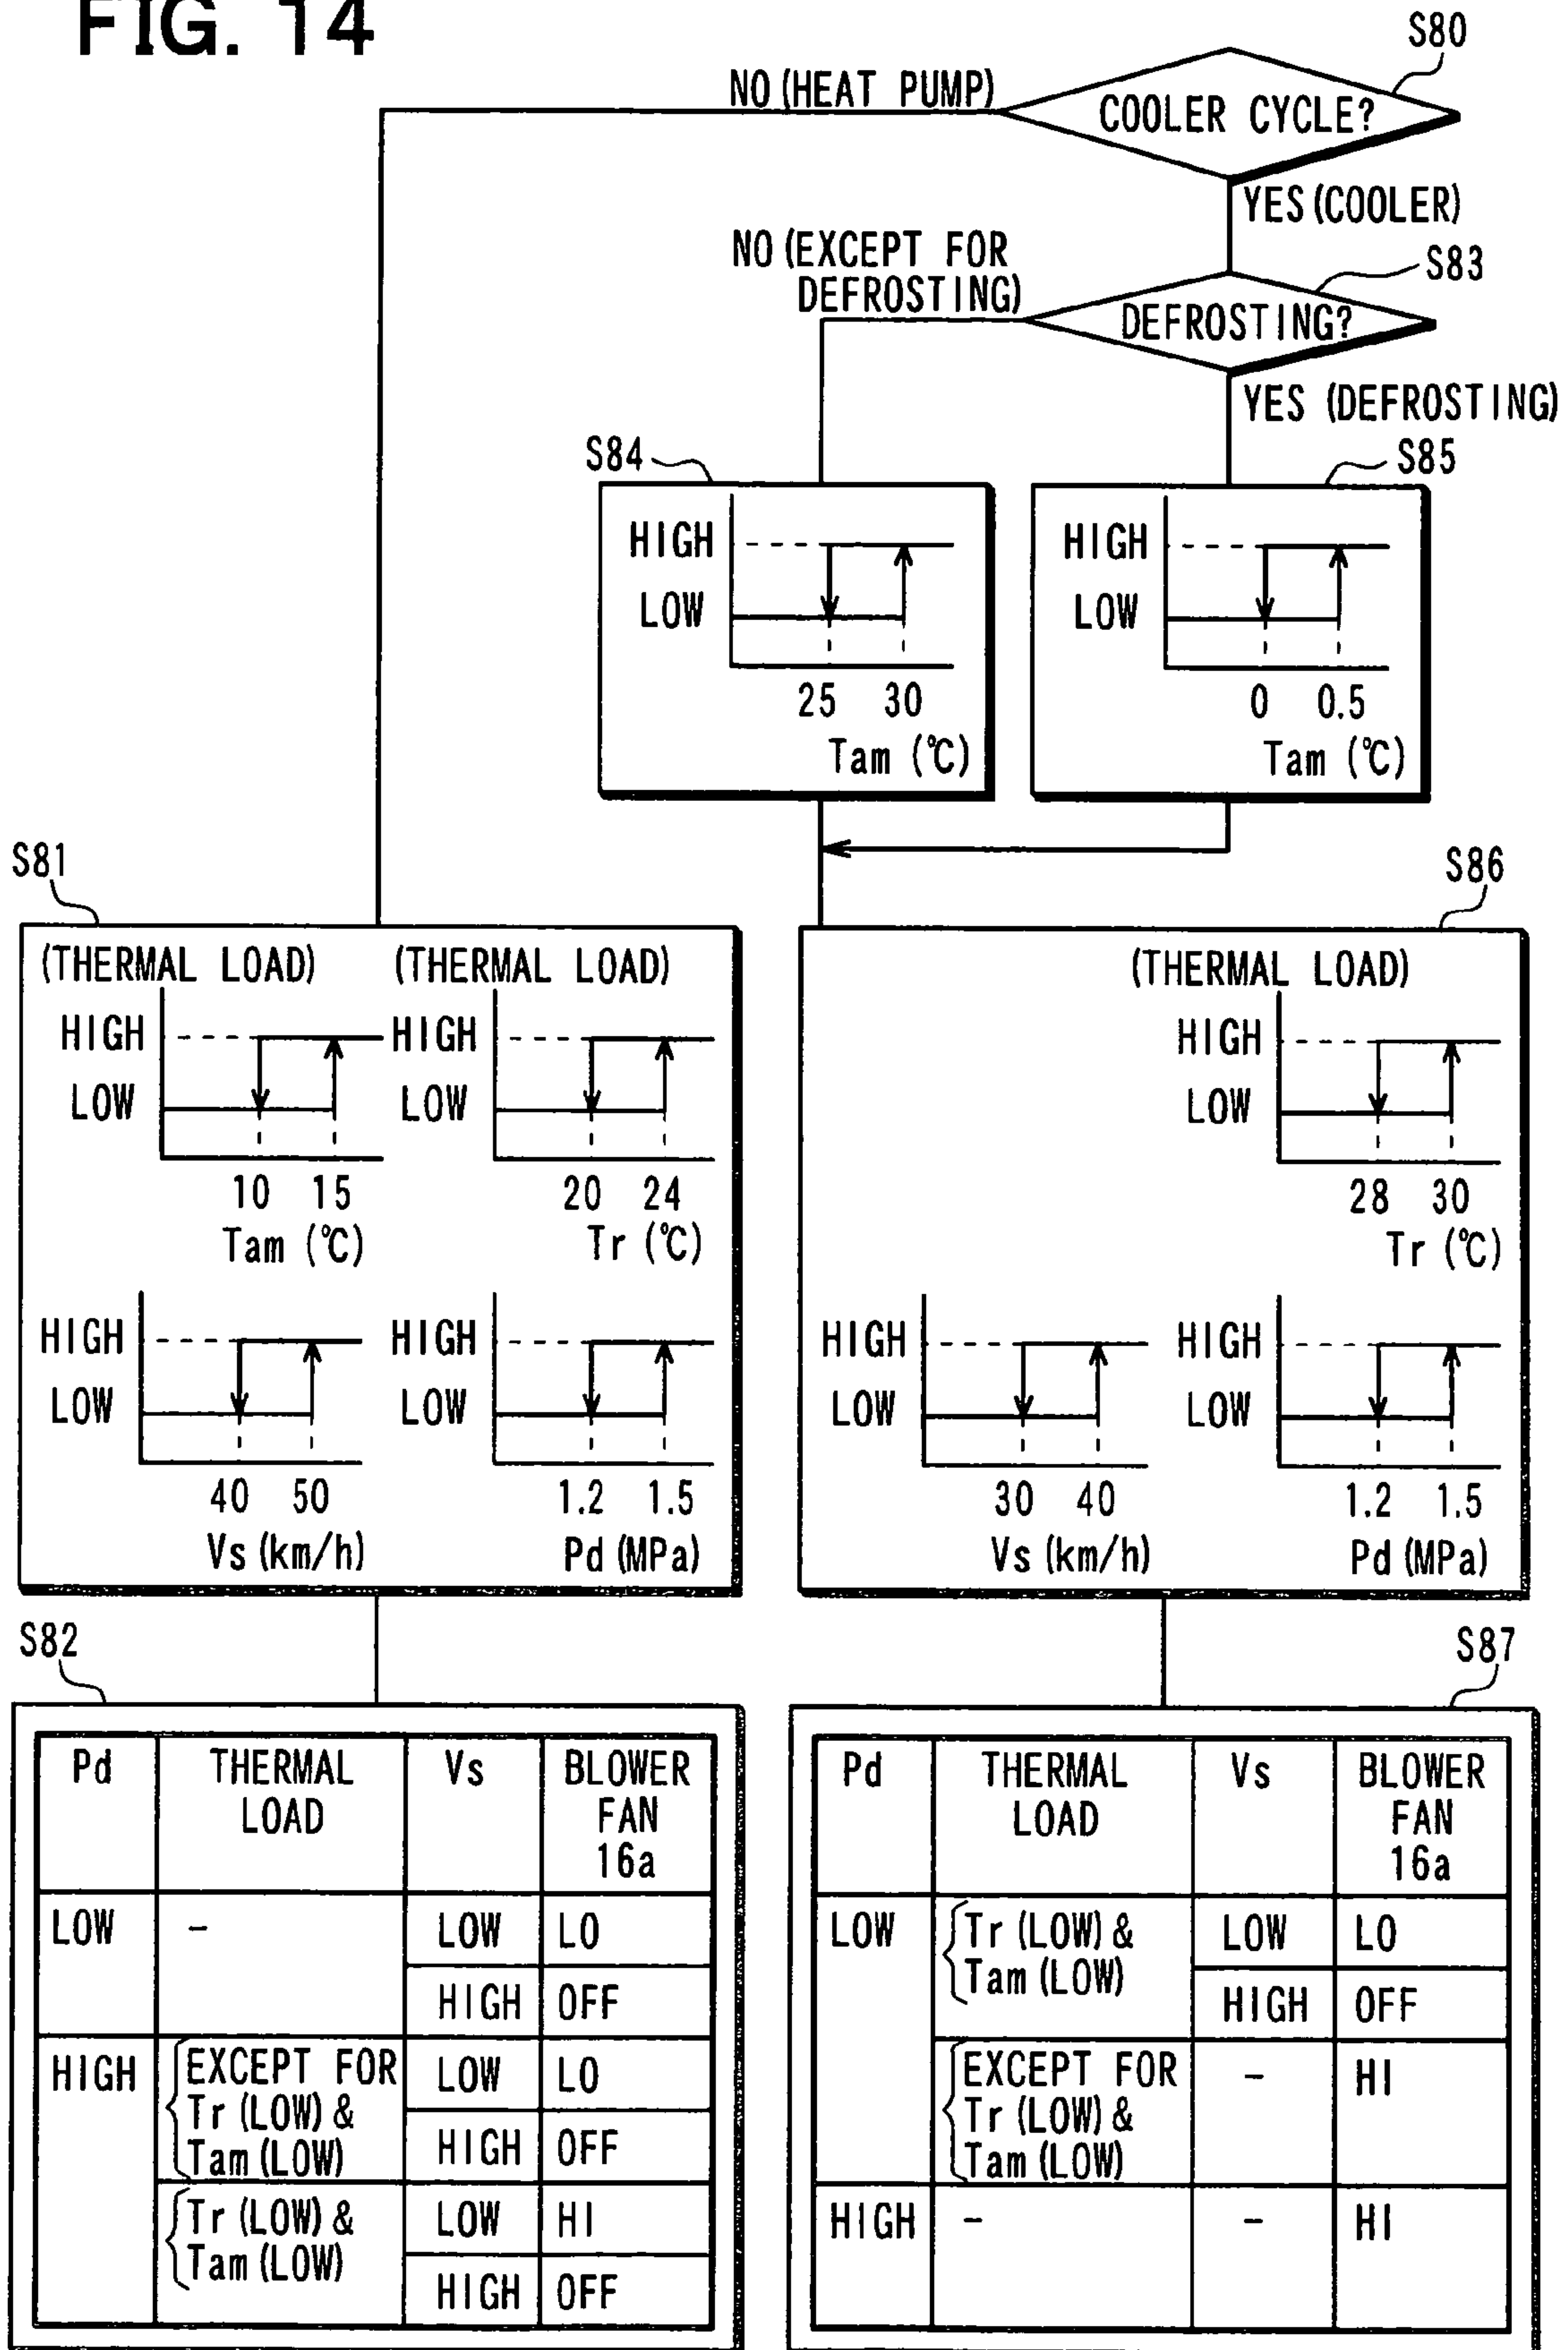 FIG. 14
S80
NO (HEAT PUMP)
COOLER CYCLE?
YES (COOLER)
NO (EXCEPT FOR
DEFROSTING)
S83
DEFROSTING?
YES (DEFROSTING)
S84
HIGH
LOW
25 30
Tam (℃)
S85
HIGH
LOW
0 0.5
Tam (℃)
S81
(THERMAL LOAD)
HIGH
LOW
10 15
Tam (℃)
(THERMAL LOAD)
HIGH
LOW
20 24
Tr (℃)
HIGH
LOW
40 50
Vs (km/h)
HIGH
LOW
1.2 1.5
Pd (MPa)
S86
(THERMAL LOAD)
HIGH
LOW
28 30
Tr (℃)
HIGH
LOW
30 40
Vs (km/h)
HIGH
LOW
1.2 1.5
Pd (MPa)
S82
Pd
THERMAL
LOAD
Vs
BLOWER
FAN
16a
LOW
-
LOW
LO
HIGH
OFF
HIGH
EXCEPT FOR
Tr (LOW) &
Tam (LOW)
LOW
LO
HIGH
OFF
Tr (LOW) &
Tam (LOW)
LOW
HI
HIGH
OFF
S87
Pd
THERMAL
LOAD
Vs
BLOWER
FAN
16a
LOW
Tr (LOW) &
Tam (LOW)
LOW
LO
HIGH
OFF
EXCEPT FOR
Tr (LOW) &
Tam (LOW)
-
HI
HIGH
-
-
HI